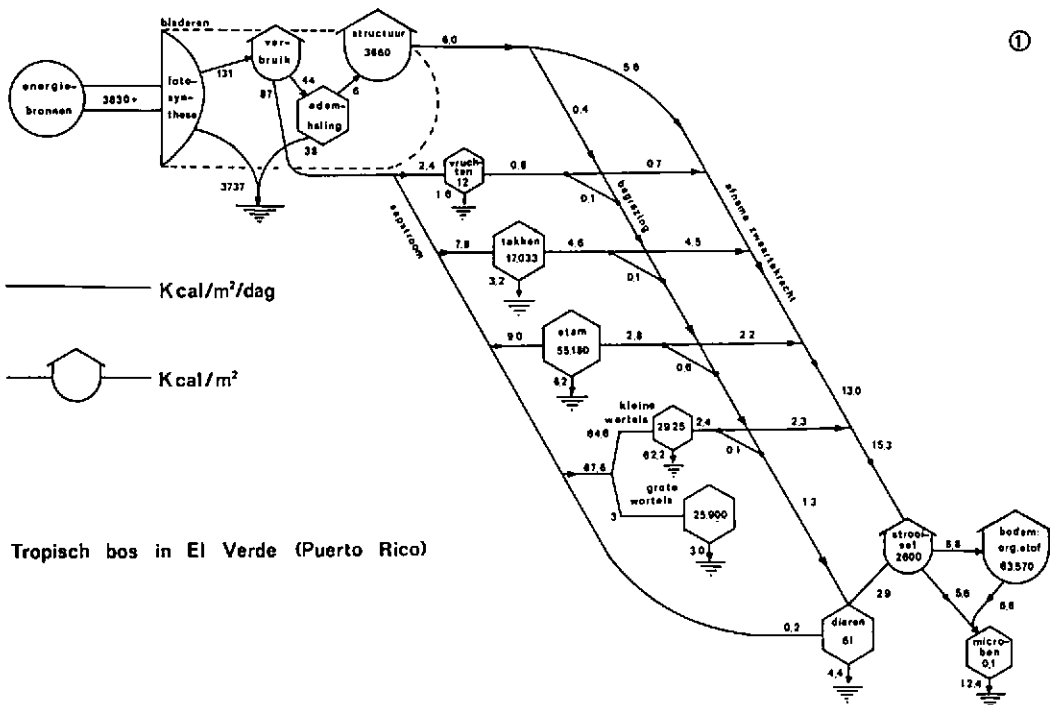 bladeren
①
energie-
bronnen
3830+
foto-
syn-
these
131
ver-
bruik
44
87
adem-
haling
38
6
structuur
3660
6,0
5,6
0,4
3737
2,4
vruch-
ten
12
1,6
0,8
0,7
0,1
begrazing
afname zwaartekracht
sapstroom
7,8
takken
17.033
3,2
4,6
4,5
0,1
Kcal/m²/dag
9,0
stam
55.180
6,2
2,8
2,2
0,6
13,0
Kcal/m²
kleine
wortels
64,6
2925
62,2
2,4
2,3
0,1
15,3
67,6
grote
wortels
3
25.900
3,0
1,3
Tropisch bos in El Verde (Puerto Rico)
strooi-
sel
2600
6,8
bodem:
org.stof
63.570
2,9
5,6
6,8
0,2
dieren
61
4,4
micro-
ben
0,1
12,4